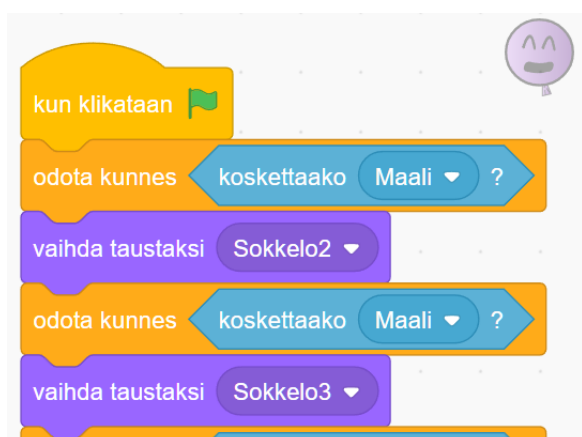 kun klikataan
odota kunnes koskettaako Maali ?
vaihda taustaksi Sokkelo2
odota kunnes koskettaako Maali ?
vaihda taustaksi Sokkelo3